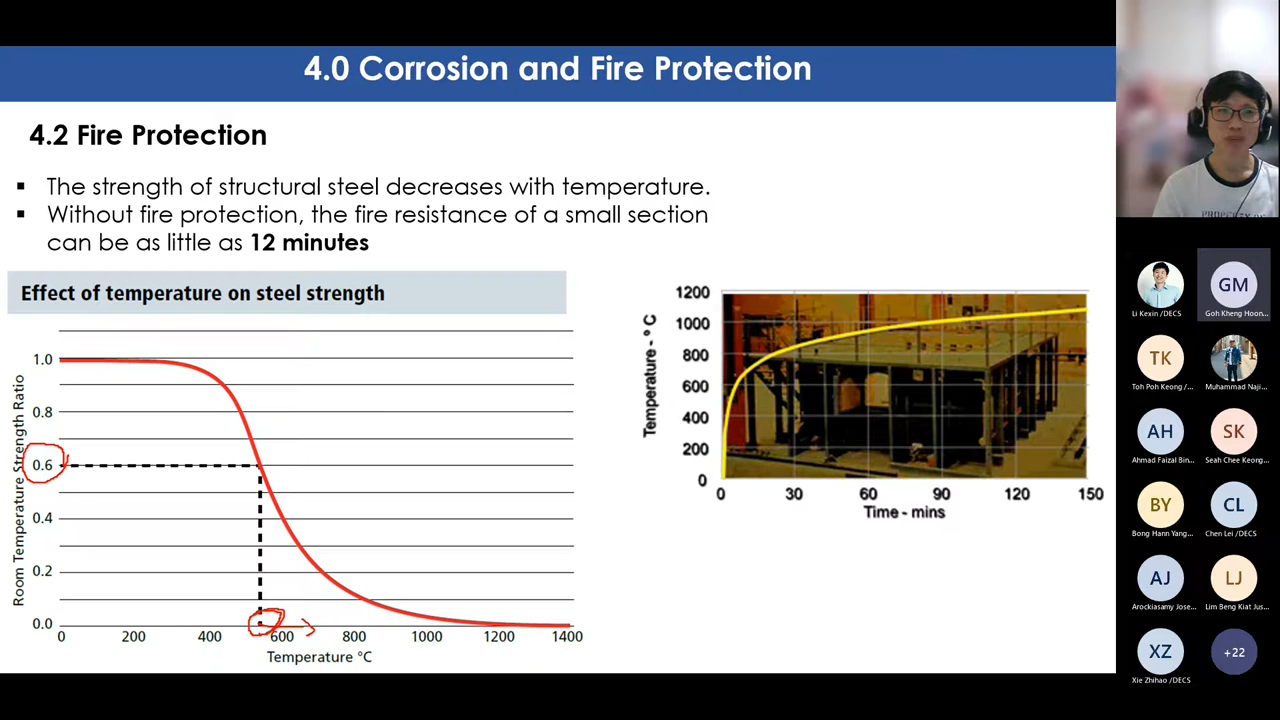 4.0 Corrosion and Fire Protection
4.2 Fire Protection
▪ The strength of structural steel decreases with temperature.
▪ Without fire protection, the fire resistance of a small section
can be as little as 12 minutes
Effect of temperature on steel strength
Room Temperature Strength Ratio
1.0
0.8
0.6
0.4
0.2
0.0
0 200 400 600 800 1000 1200 1400
Temperature °C
Temperature - ° C
1200
1000
800
600
400
200
0
0 30 60 90 120 150
Time - mins
PROPERTY OF
Li Kexin /DECS
GM
Goh Kheng Hoon...
TK
Toh Poh Keong /...
Muhammad Naji...
AH
Ahmad Faizal Bin...
SK
Seah Chee Keong...
BY
Bong Hann Yang...
CL
Chen Lei /DECS
AJ
Arockiasamy Jose...
LJ
Lim Beng Kiat Jus...
XZ
Xie Zhihao /DECS
+22